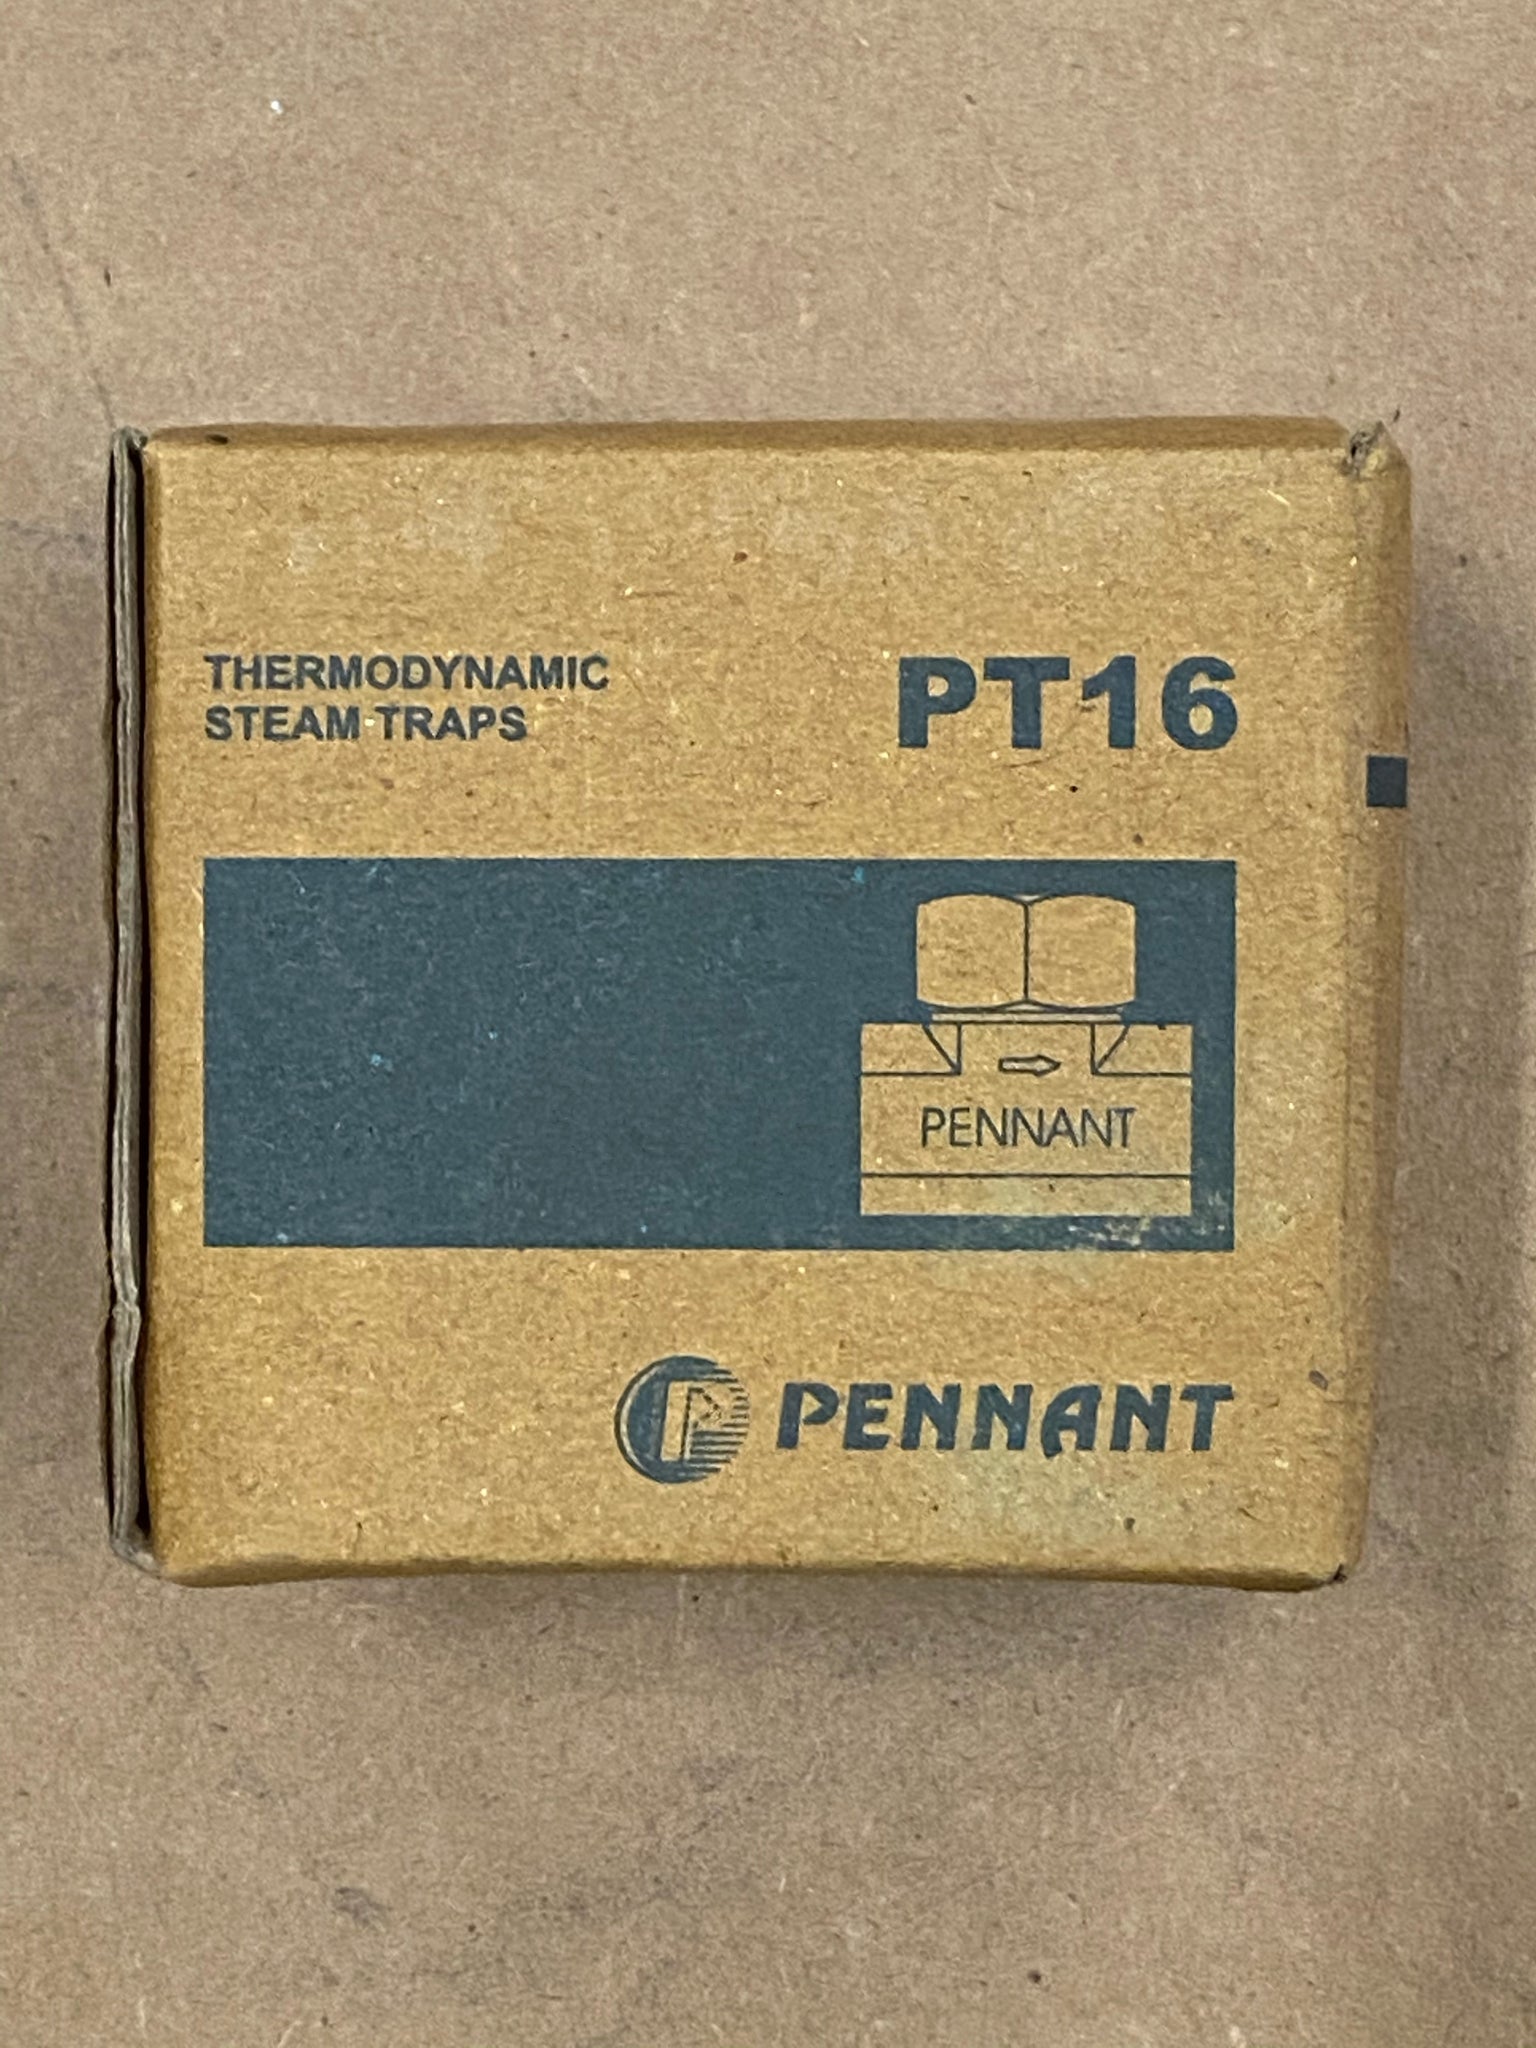 THERMODYNAMIC
STEAM TRAPS
PT16
PENNANT
PENNANT